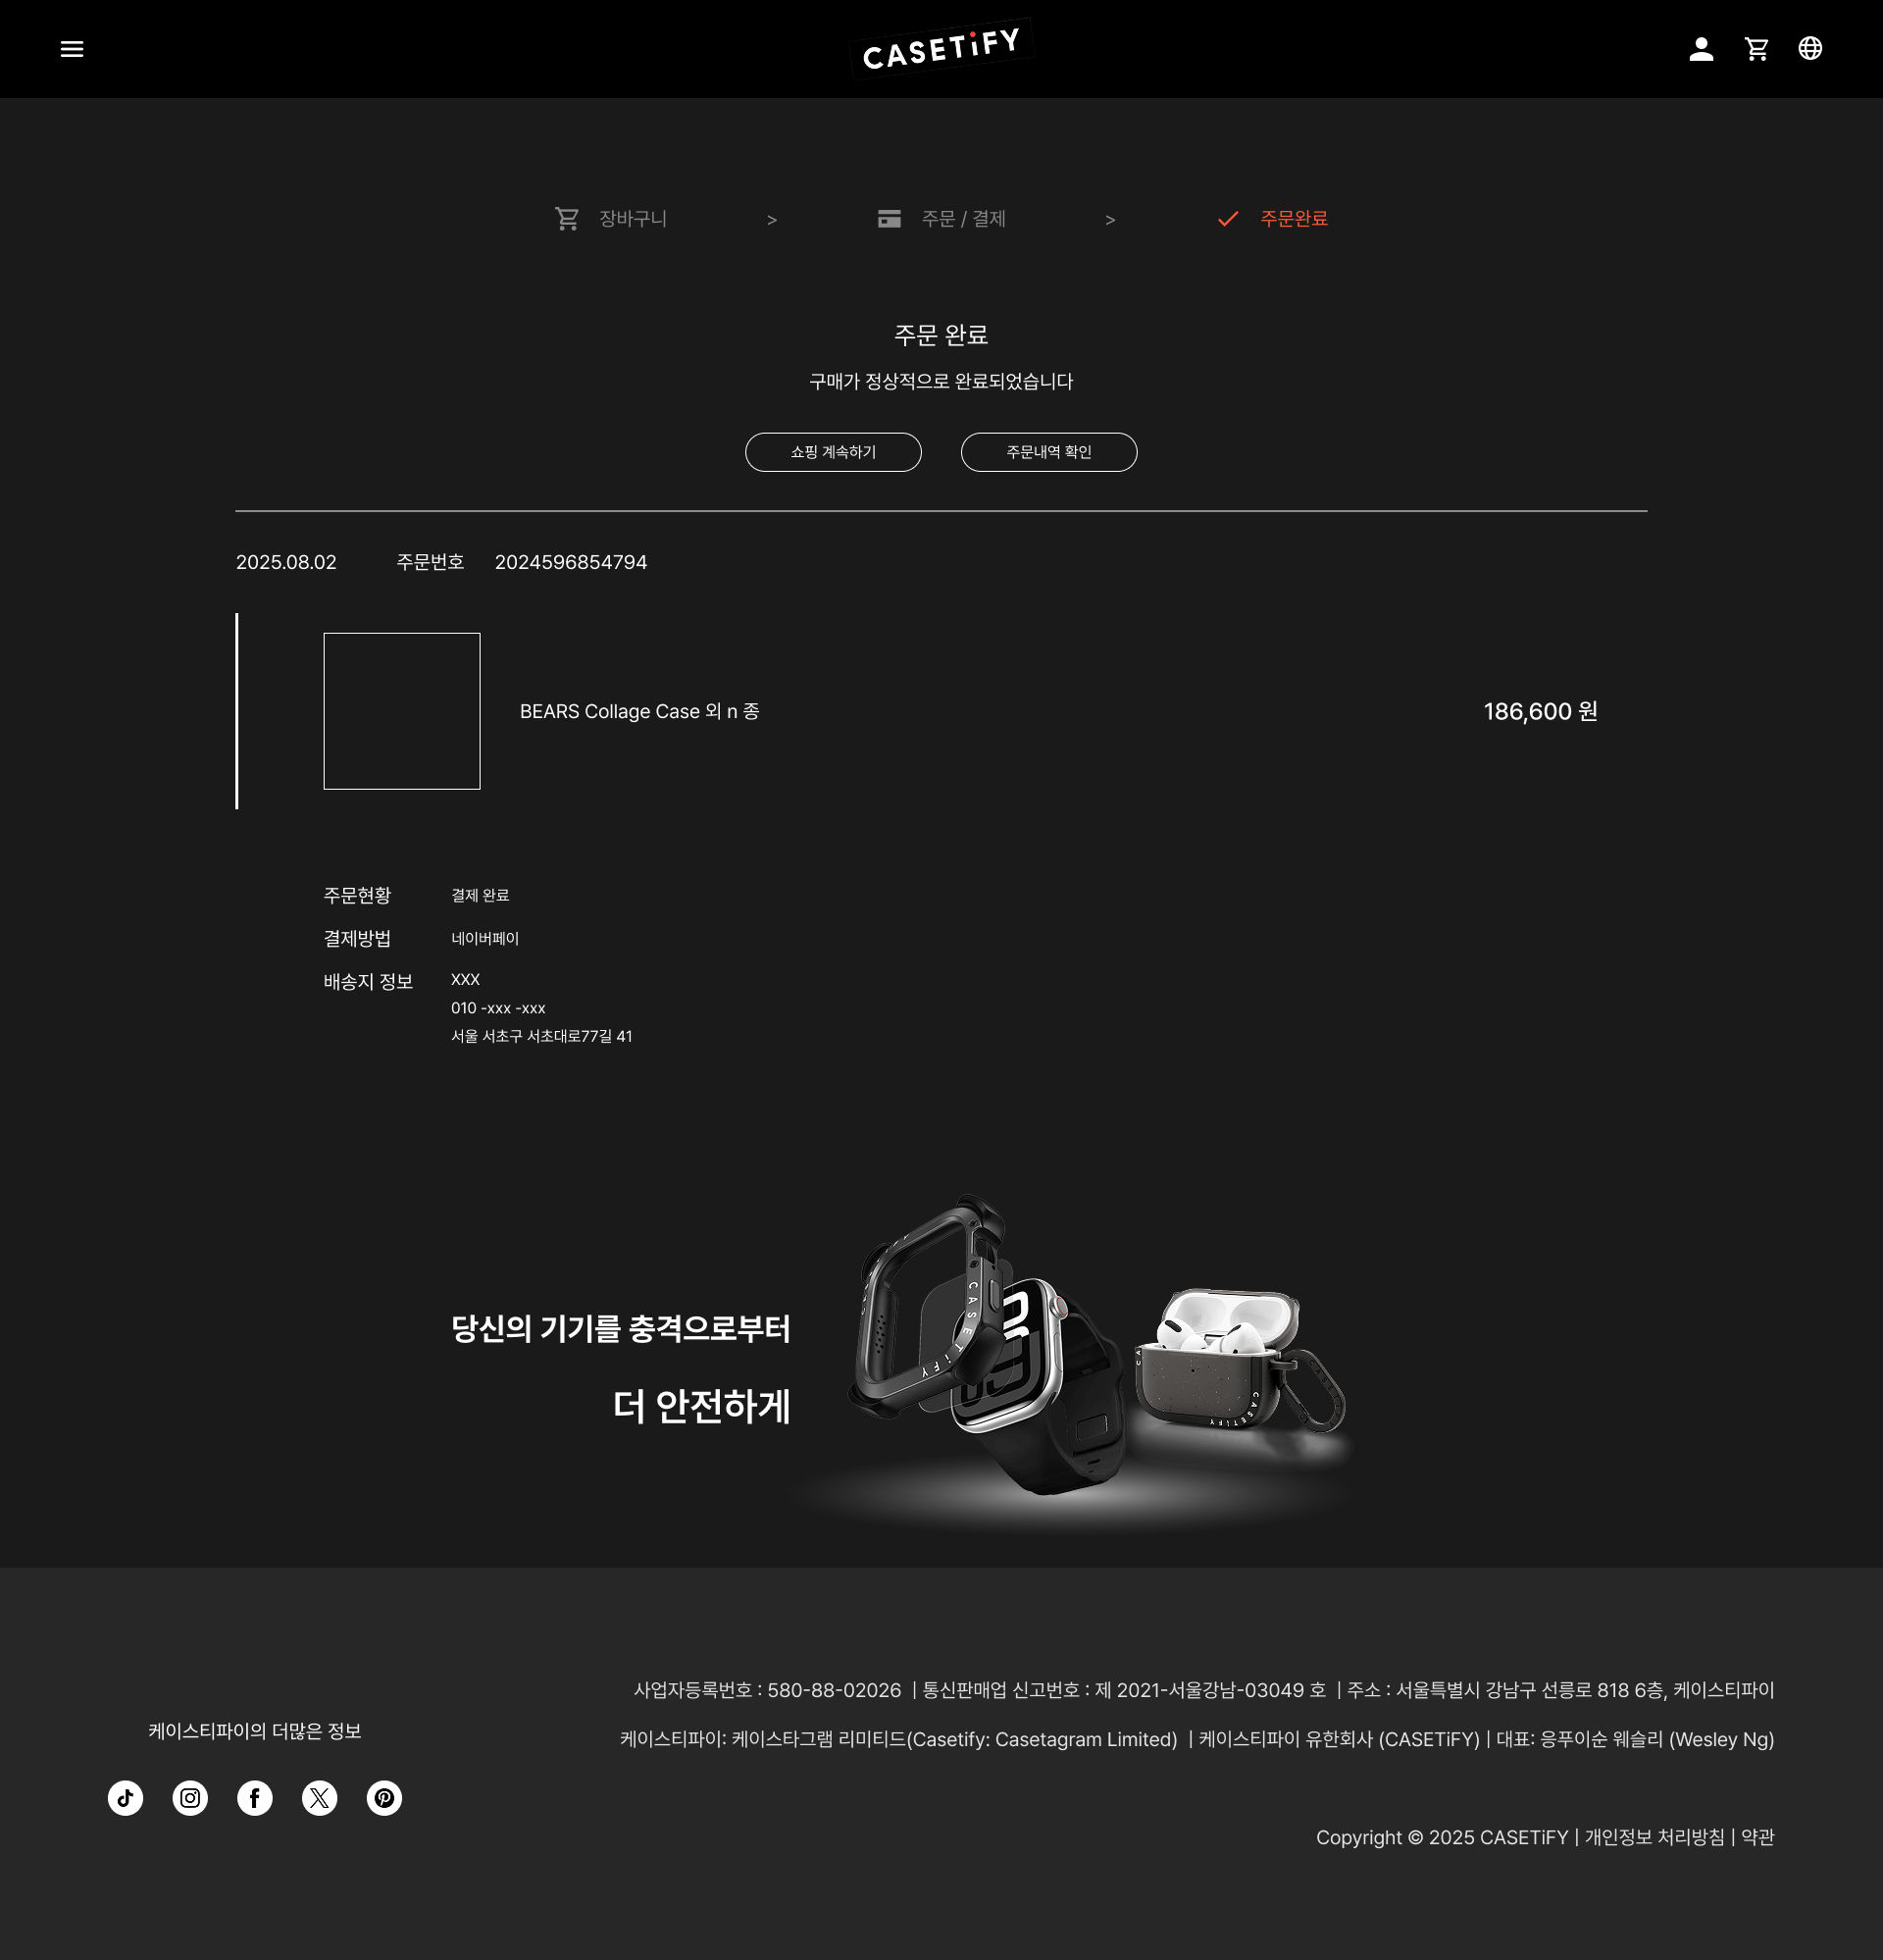 CASETiFY
장바구니 > 주문 / 결제 > 주문완료
주문 완료
구매가 정상적으로 완료되었습니다
쇼핑 계속하기 주문내역 확인
2025.08.02 주문번호 2024596854794
BEARS Collage Case 외 n 종 186,600 원
주문현황 결제 완료
결제방법 네이버페이
배송지 정보 XXX
010 -xxx -xxx
서울 서초구 서초대로77길 41
당신의 기기를 충격으로부터
더 안전하게
CASETiFY
CASETiFY
사업자등록번호 : 580-88-02026 | 통신판매업 신고번호 : 제 2021-서울강남-03049 호 | 주소 : 서울특별시 강남구 선릉로 818 6층, 케이스티파이
케이스티파이: 케이스타그램 리미티드(Casetify: Casetagram Limited) | 케이스티파이 유한회사 (CASETiFY) | 대표: 응푸이순 웨슬리 (Wesley Ng)
케이스티파이의 더많은 정보
Copyright © 2025 CASETiFY | 개인정보 처리방침 | 약관